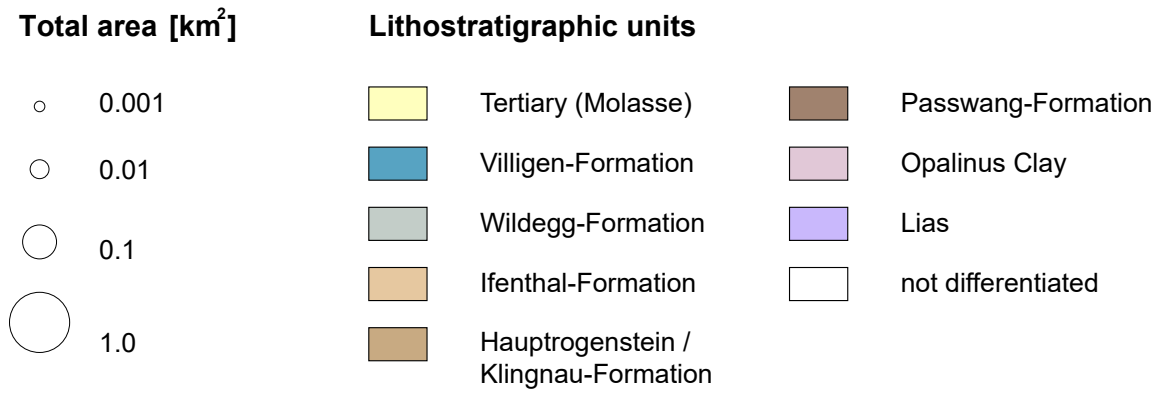 Total area [km²]
Lithostratigraphic units
0.001
0.01
0.1
1.0
Tertiary (Molasse)
Villigen-Formation
Wildegg-Formation
Ifenthal-Formation
Hauptrogenstein /
Klingnau-Formation
Passwang-Formation
Opalinus Clay
Lias
not differentiated